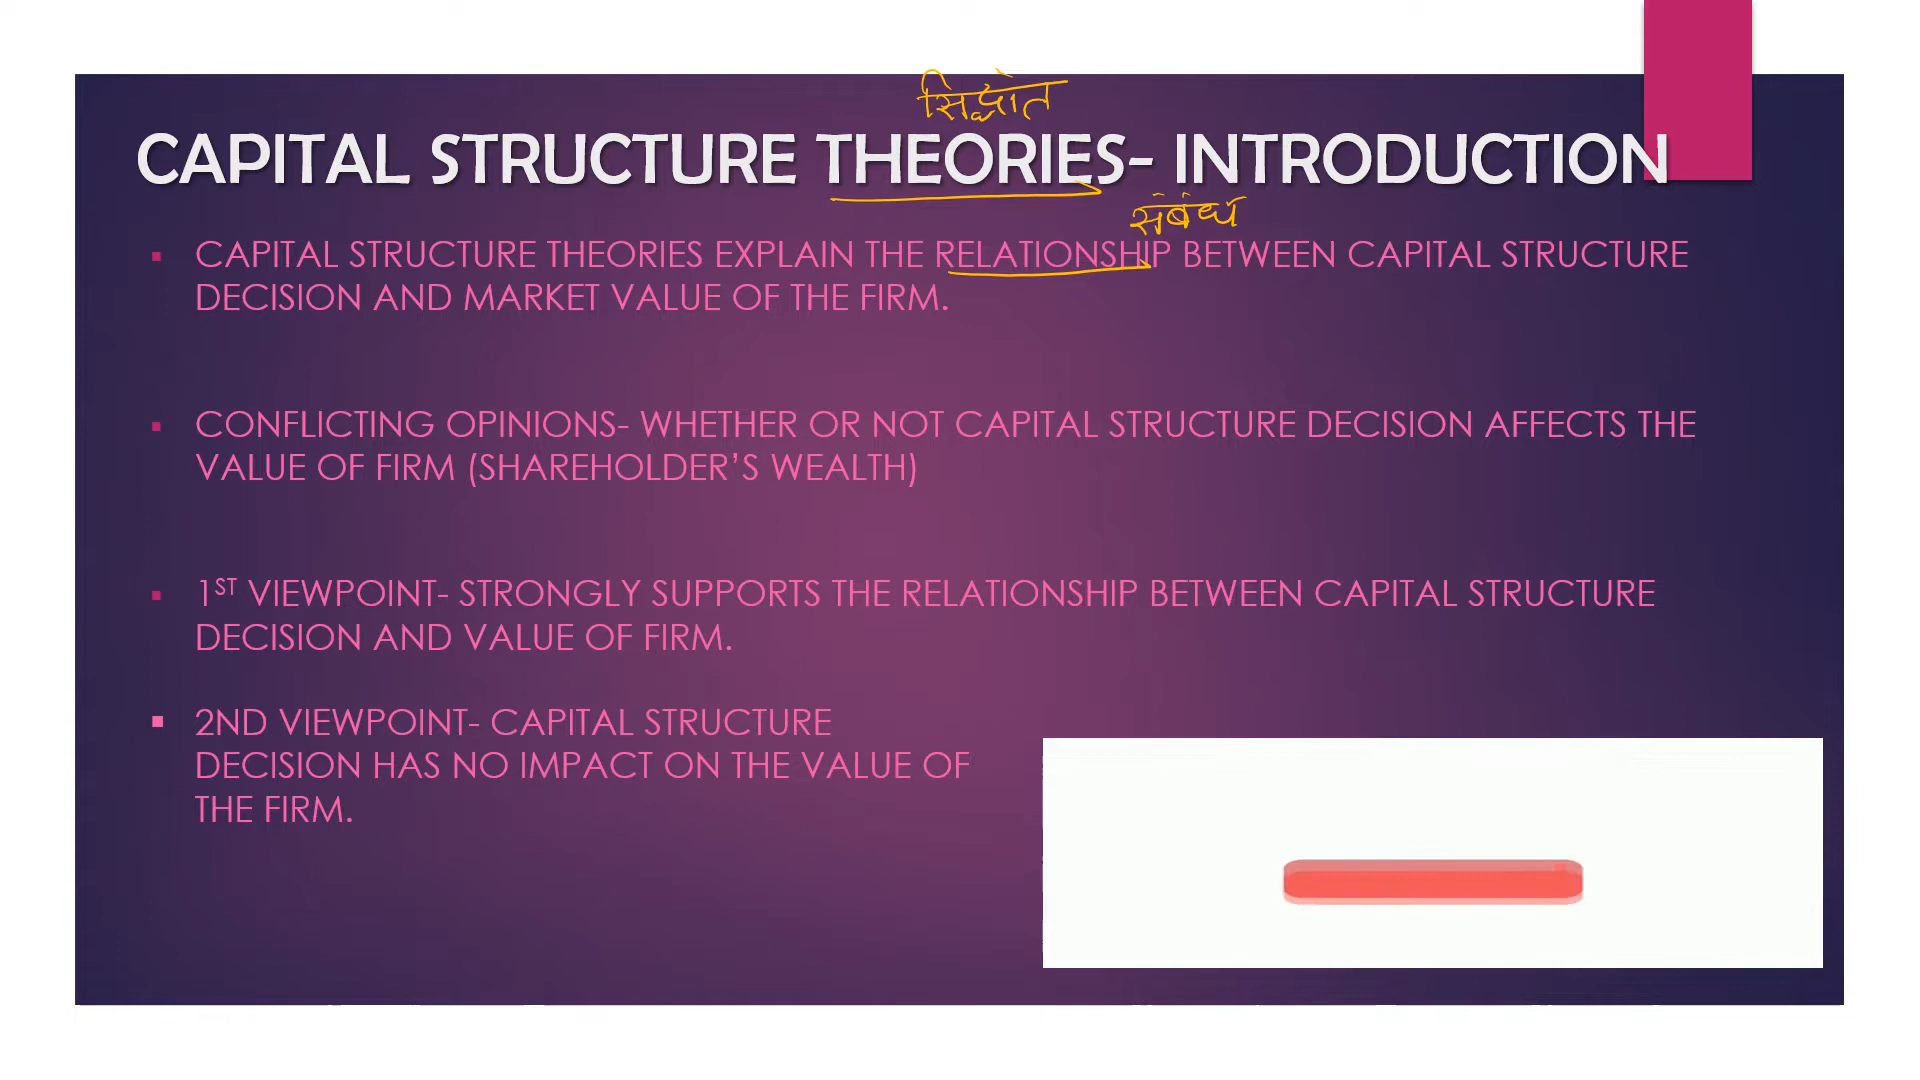 सिद्धांत
CAPITAL STRUCTURE THEORIES- INTRODUCTION
संबंध
▪ CAPITAL STRUCTURE THEORIES EXPLAIN THE RELATIONSHIP BETWEEN CAPITAL STRUCTURE
DECISION AND MARKET VALUE OF THE FIRM.
▪ CONFLICTING OPINIONS- WHETHER OR NOT CAPITAL STRUCTURE DECISION AFFECTS THE
VALUE OF FIRM (SHAREHOLDER’S WEALTH)
▪ 1ST VIEWPOINT- STRONGLY SUPPORTS THE RELATIONSHIP BETWEEN CAPITAL STRUCTURE
DECISION AND VALUE OF FIRM.
▪ 2ND VIEWPOINT- CAPITAL STRUCTURE
DECISION HAS NO IMPACT ON THE VALUE OF
THE FIRM.